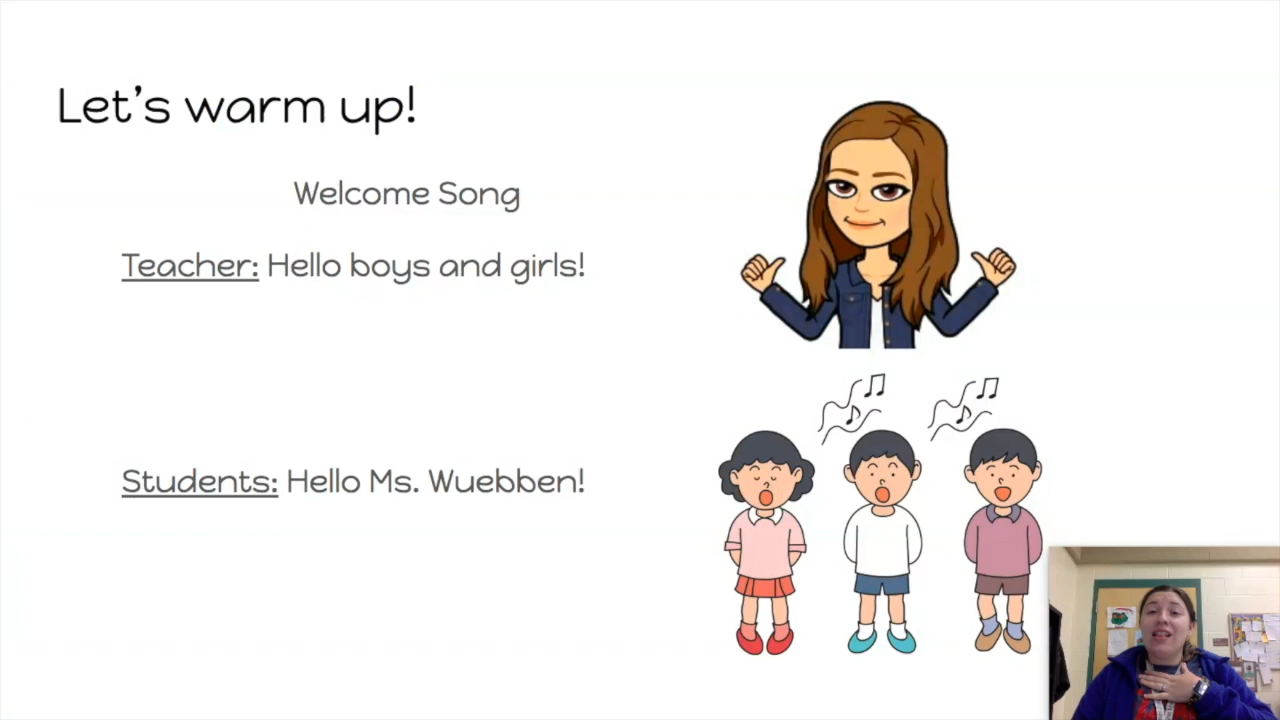 Let's warm up!
Welcome Song
Teacher: Hello boys and girls!
Students: Hello Ms. Wuebben!